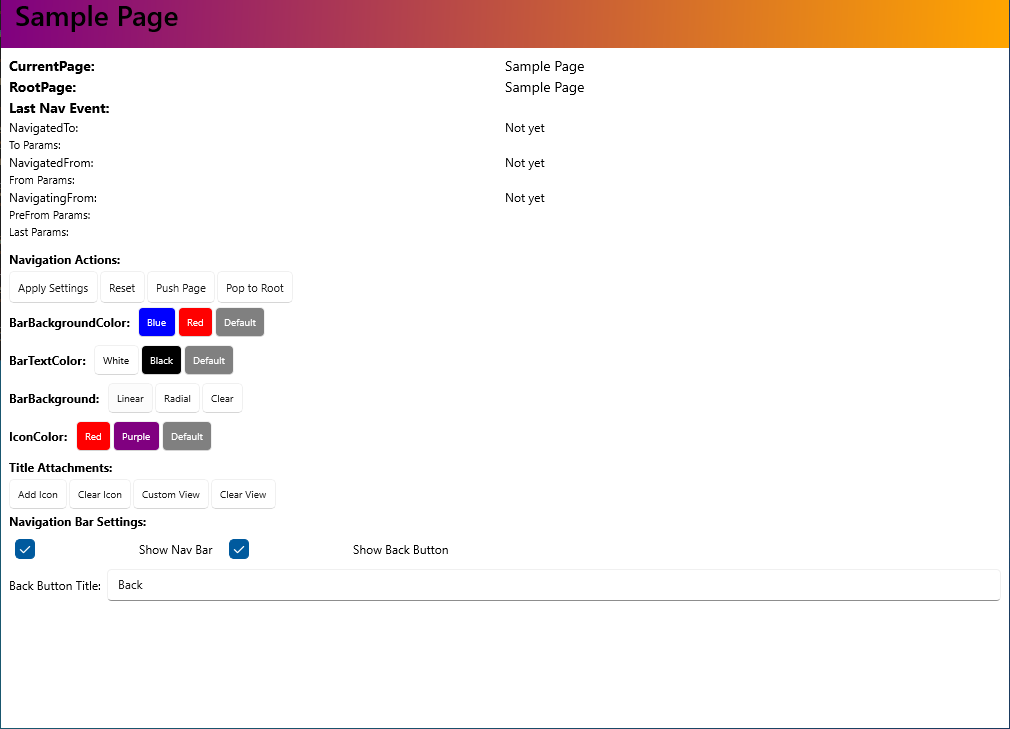 Sample Page
CurrentPage: Sample Page
RootPage: Sample Page
Last Nav Event:
NavigatedTo: Not yet
To Params:
NavigatedFrom: Not yet
From Params:
NavigatingFrom: Not yet
PreFrom Params:
Last Params:
Navigation Actions:
Apply Settings Reset Push Page Pop to Root
BarBackgroundColor: Blue Red Default
BarTextColor: White Black Default
BarBackground: Linear Radial Clear
IconColor: Red Purple Default
Title Attachments:
Add Icon Clear Icon Custom View Clear View
Navigation Bar Settings:
Show Nav Bar Show Back Button
Back Button Title: Back